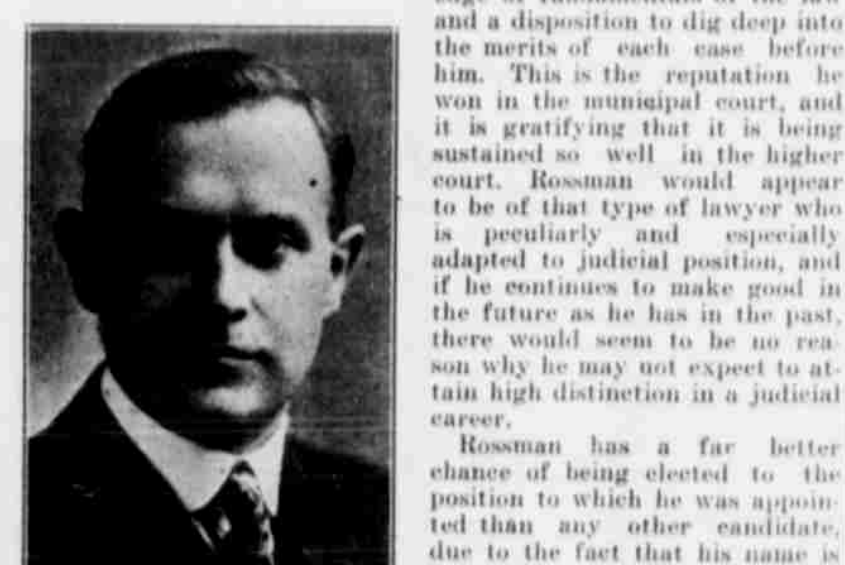 edge of fundamentals of the law
and a disposition to dig deep into
the merits of each case before
him. This is the reputation he
won in the municipal court, and
it is gratifying that it is being
sustained so well in the higher
court. Rossman would appear
to be of that type of lawyer who
is peculiarly and especially
adapted to judicial position, and
if he continues to make good in
the future as he has in the past,
there would seem to be no rea-
son why he may not expect to at-
tain high distinction in a judicial
career.
Rossman has a far better
chance of being elected to the
position to which he was appoin-
ted than any other candidate,
due to the fact that his name is